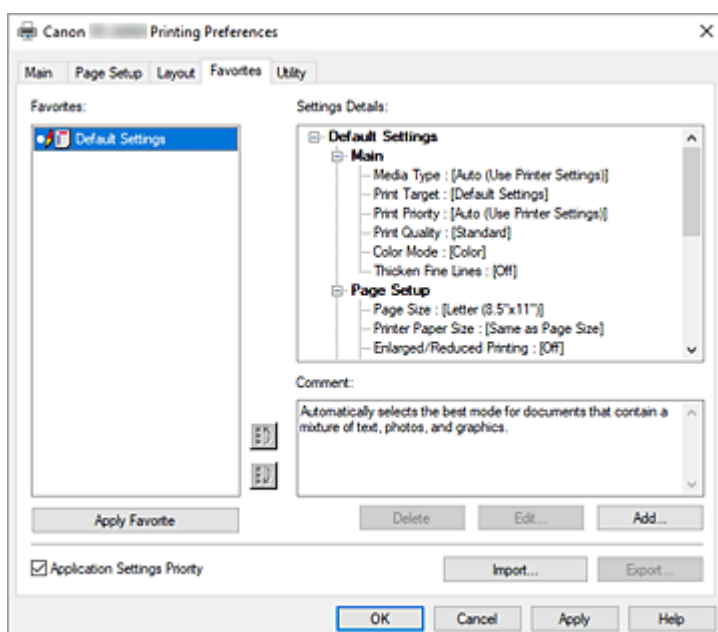 Canon Printing Preferences
Main Page Setup Layout Favorites Utility
Favorites:
Default Settings
Settings Details:
Default Settings
Main
Media Type : [Auto (Use Printer Settings)]
Print Target : [Default Settings]
Print Priority : [Auto (Use Printer Settings)]
Print Quality : [Standard]
Color Mode : [Color]
Thicken Fine Lines : [Off]
Page Setup
Page Size : [Letter (8.5"x11")]
Printer Paper Size : [Same as Page Size]
Enlarged/Reduced Printing : [Off]
Comment:
Automatically selects the best mode for documents that contain a
mixture of text, photos, and graphics.
Apply Favorite
Delete Edit... Add...
Application Settings Priority
Import... Export...
OK Cancel Apply Help